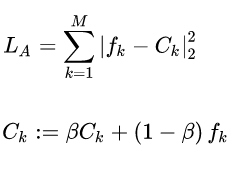 $L_A = \sum_{k=1}^{M} |f_k - C_k|_2^2$
$C_k := \beta C_k + (1 - \beta) f_k$